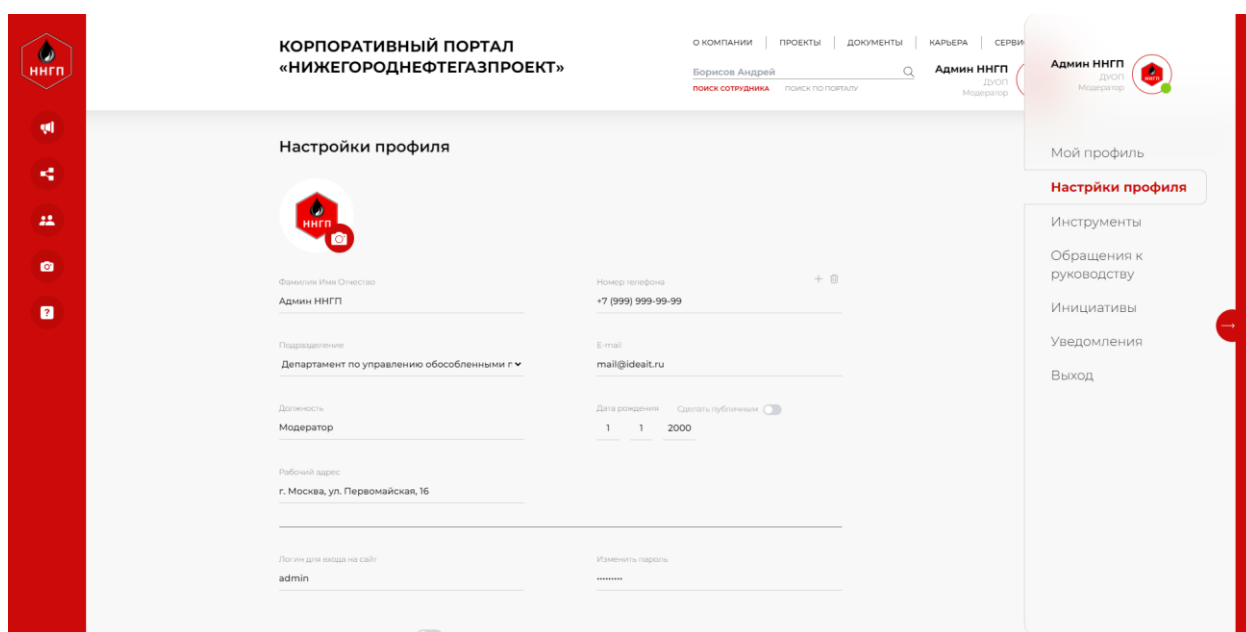 ННГП
КОРПОРАТИВНЫЙ ПОРТАЛ
«НИЖЕГОРОДНЕФТЕГАЗПРОЕКТ»
О КОМПАНИИ ПРОЕКТЫ ДОКУМЕНТЫ КАРЬЕРА СЕРВИ
Борисов Андрей
ПОИСК СОТРУДНИКА ПОИСК ПО ПОРТАЛУ
Админ ННГП
ДУОП
Модератор
Админ ННГП
ДУОП
Модератор
ННГП
Настройки профиля
ННГП
Фамилия Имя Отчество
Админ ННГП
Номер телефона
+7 (999) 999-99-99
Подразделение
Департамент по управлению обособленными п
E-mail
mail@ideait.ru
Должность
Модератор
Дата рождения Сделать публичным
1 1 2000
Рабочий адрес
г. Москва, ул. Первомайская, 16
Логин для входа на сайт
admin
Изменить пароль
•••••••••
Мой профиль
Настрйки профиля
Инструменты
Обращения к
руководству
Инициативы
Уведомления
Выход